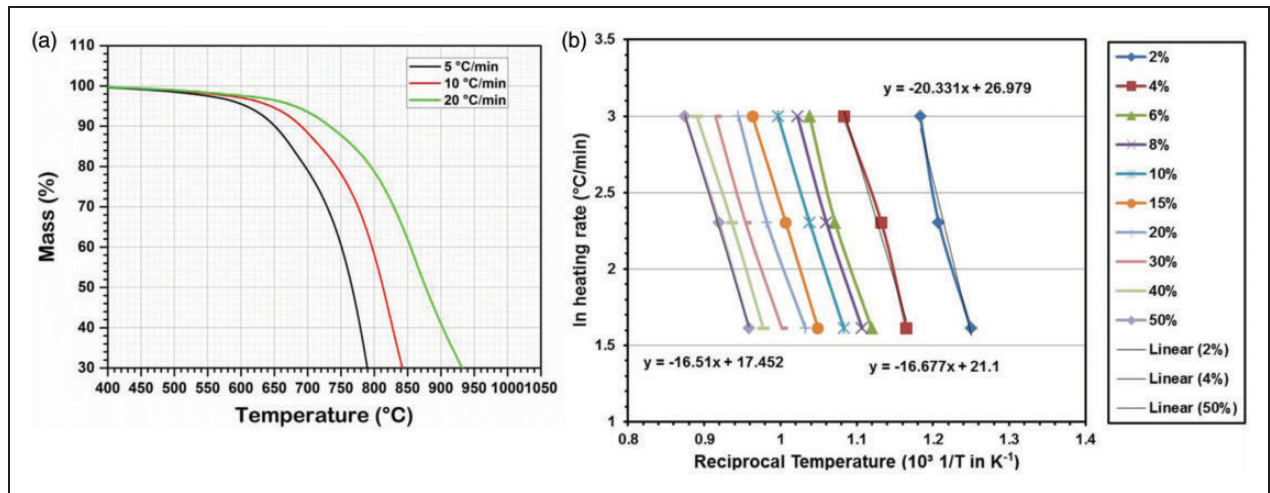 (a)
110
100
90
80
70
60
50
40
30
Mass (%)
5 °C/min
10 °C/min
20 °C/min
400 450 500 550 600 650 700 750 800 850 900 950 1000 1050
Temperature (°C)
(b)
3.5
3
2.5
2
1.5
1
ln heating rate (°C/min)
y = -20.331x + 26.979
y = -16.51x + 17.452
y = -16.677x + 21.1
0.8 0.9 1 1.1 1.2 1.3 1.4
Reciprocal Temperature (10³ 1/T in K⁻¹)
2%
4%
6%
8%
10%
15%
20%
30%
40%
50%
Linear (2%)
Linear (4%)
Linear (50%)